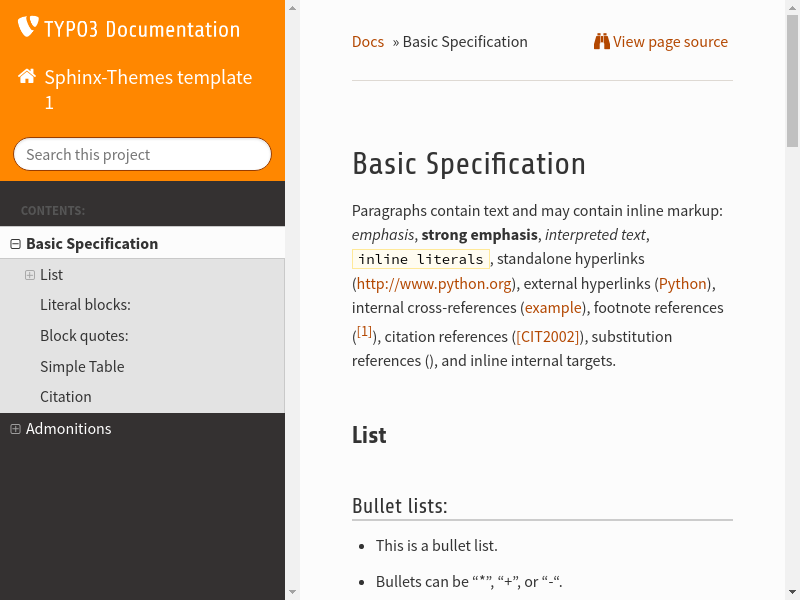 TYPO3 Documentation
Sphinx-Themes template
1
Search this project
CONTENTS:
Basic Specification
List
Literal blocks:
Block quotes:
Simple Table
Citation
Admonitions
Docs » Basic Specification
View page source
Basic Specification
Paragraphs contain text and may contain inline markup:
emphasis, strong emphasis, interpreted text,
inline literals, standalone hyperlinks
(http://www.python.org), external hyperlinks (Python),
internal cross-references (example), footnote references
([1]), citation references ([CIT2002]), substitution
references (), and inline internal targets.
List
Bullet lists:
• This is a bullet list.
• Bullets can be “*”, “+”, or “-“.